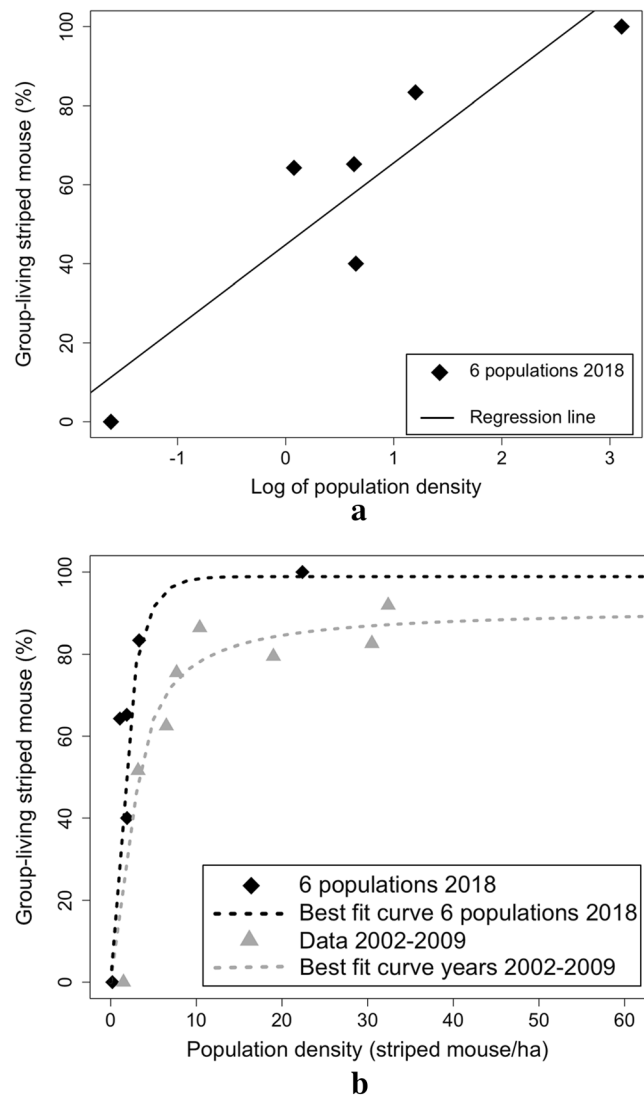 Group-living striped mouse (%)
100
80
60
40
20
0
6 populations 2018
Regression line
-1 0 1 2 3
Log of population density
a
Group-living striped mouse (%)
100
80
60
40
20
0
6 populations 2018
Best fit curve 6 populations 2018
Data 2002-2009
Best fit curve years 2002-2009
0 10 20 30 40 50 60
Population density (striped mouse/ha)
b